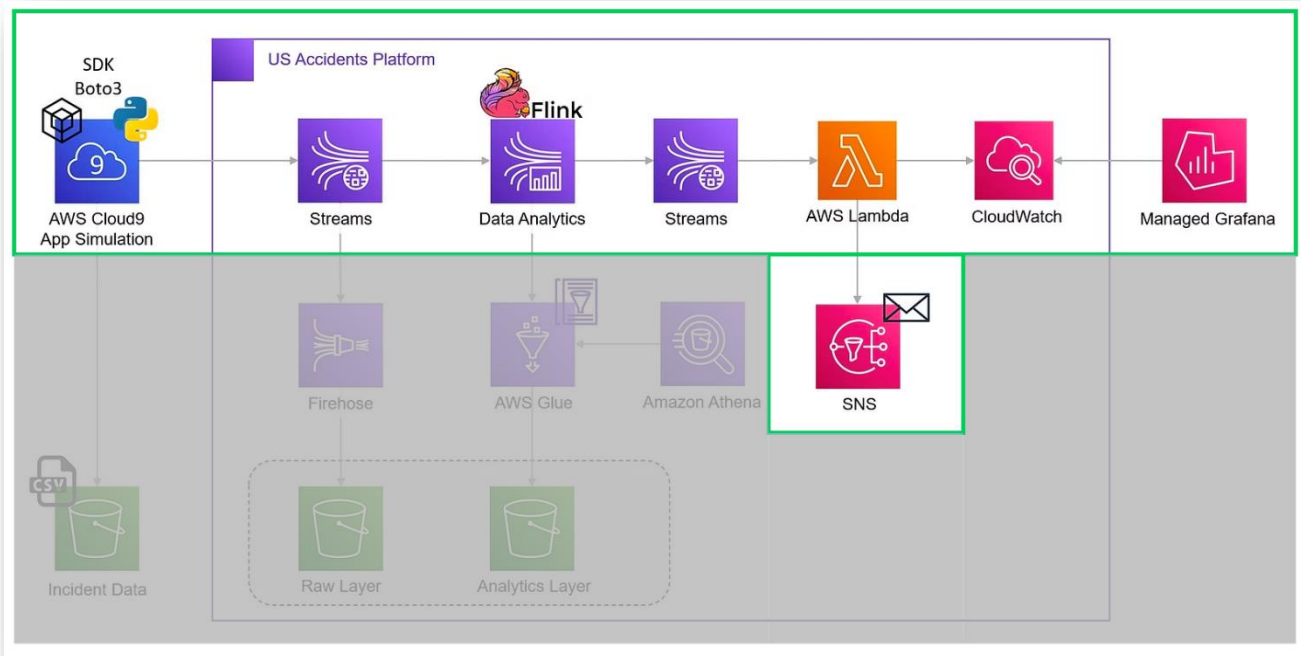 SDK
Boto3
US Accidents Platform
Flink
9
AWS Cloud9
App Simulation
Streams
Data Analytics
Streams
AWS Lambda
CloudWatch
Managed Grafana
Firehose
AWS Glue
Amazon Athena
SNS
CSV
Incident Data
Raw Layer
Analytics Layer